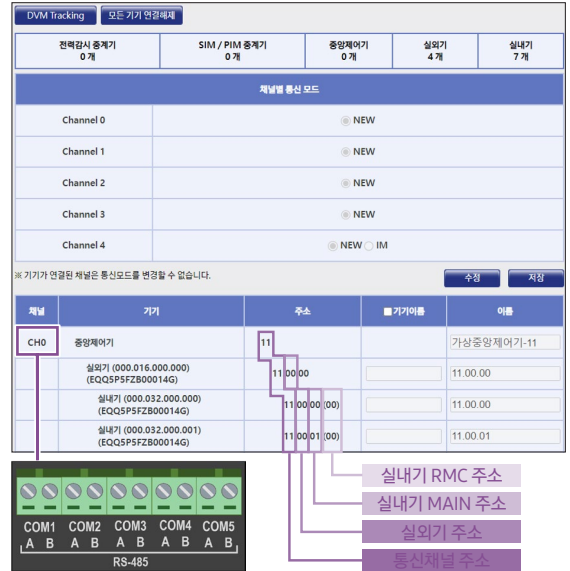 DVM Tracking 모든 기기 연결해제
전력감시 중계기 SIM / PIM 중계기 중앙제어기 실외기 실내기
0 개 0 개 0 개 4 개 7 개
채널별 통신 모드
Channel 0 NEW
Channel 1 NEW
Channel 2 NEW
Channel 3 NEW
Channel 4 NEW IM
※ 기기가 연결된 채널은 통신모드를 변경할 수 없습니다. 수정 저장
채널 기기 주소 기기이름 이름
CH0 중앙제어기 11 가상중앙제어기-11
실외기 (000.016.000.000)
(EQQ5P5FZB00014G) 11.00.00 11.00.00
실내기 (000.032.000.000)
(EQQ5P5FZB00014G) 11.00.00 (00) 11.00.00
실내기 (000.032.000.001)
(EQQ5P5FZB00014G) 11.00.01 (00) 11.00.01
실내기 RMC 주소
실내기 MAIN 주소
실외기 주소
통신채널 주소
COM1 COM2 COM3 COM4 COM5
A B A B A B A B A B
RS-485